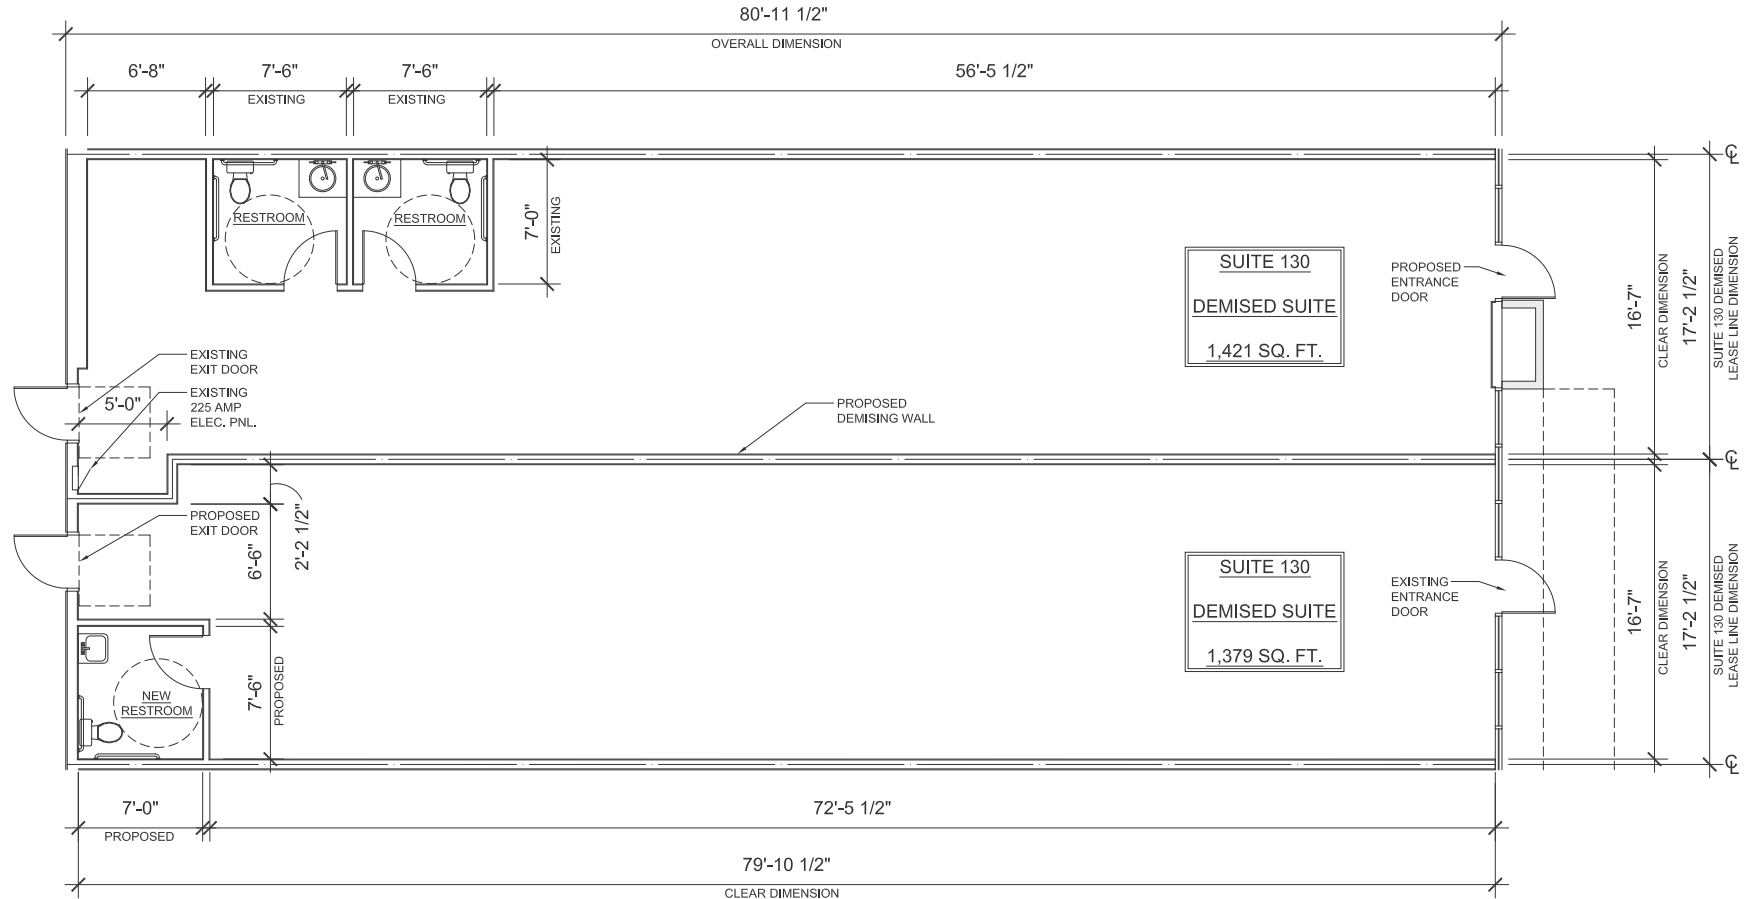 80'-11 1/2"
OVERALL DIMENSION
6'-8"
7'-6"
EXISTING
7'-6"
EXISTING
56'-5 1/2"
RESTROOM
RESTROOM
7'-0"
EXISTING
SUITE 130
DEMISED SUITE
1,421 SQ. FT.
PROPOSED
ENTRANCE
DOOR
16'-7"
CLEAR DIMENSION
17'-2 1/2"
SUITE 130 DEMISED
LEASE LINE DIMENSION
CL
EXISTING
EXIT DOOR
EXISTING
225 AMP
ELEC. PNL.
5'-0"
PROPOSED
DEMISING WALL
CL
PROPOSED
EXIT DOOR
6'-6"
2'-2 1/2"
SUITE 130
DEMISED SUITE
1,379 SQ. FT.
EXISTING
ENTRANCE
DOOR
16'-7"
CLEAR DIMENSION
17'-2 1/2"
SUITE 130 DEMISED
LEASE LINE DIMENSION
NEW
RESTROOM
7'-6"
PROPOSED
CL
7'-0"
PROPOSED
72'-5 1/2"
79'-10 1/2"
CLEAR DIMENSION